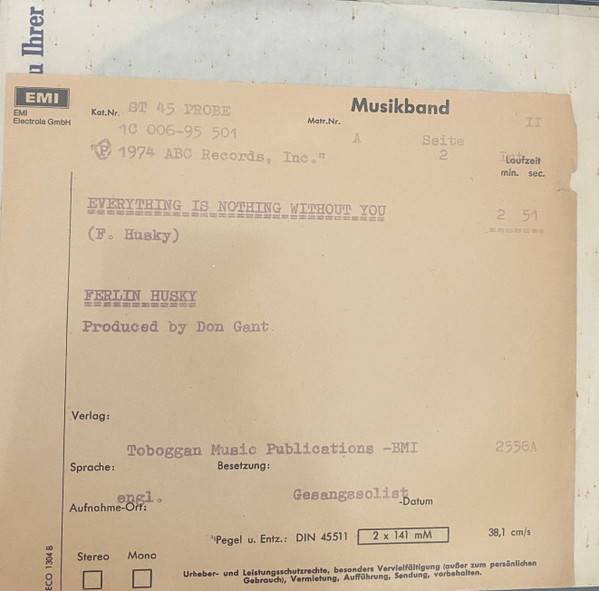 u Ihrer
EMI
EMI
Electrola GmbH
Kat.Nr. ST 45 PROBE
Musikband
1C 006-95 501
Matr.Nr.
A
Seite
2
II
"Ⓟ 1974 ABC Records, Inc."
Laufzeit
min. sec.
EVERYTHING IS NOTHING WITHOUT YOU
2 51
(F. Husky)
FERLIN HUSKY
Produced by Don Gant
Verlag:
Toboggan Music Publications -BMI
2556A
Sprache:
Besetzung:
engl.
Gesangssolist
Aufnahme-Ort:
-Datum
Pegel u. Entz.: DIN 45511
2 x 141 mM
38,1 cm/s
Stereo
Mono
Urheber- und Leistungsschutzrechte, besonders Vervielfältigung (außer zum persönlichen
Gebrauch), Vermietung, Aufführung, Sendung, vorbehalten.
ECO 1304 B